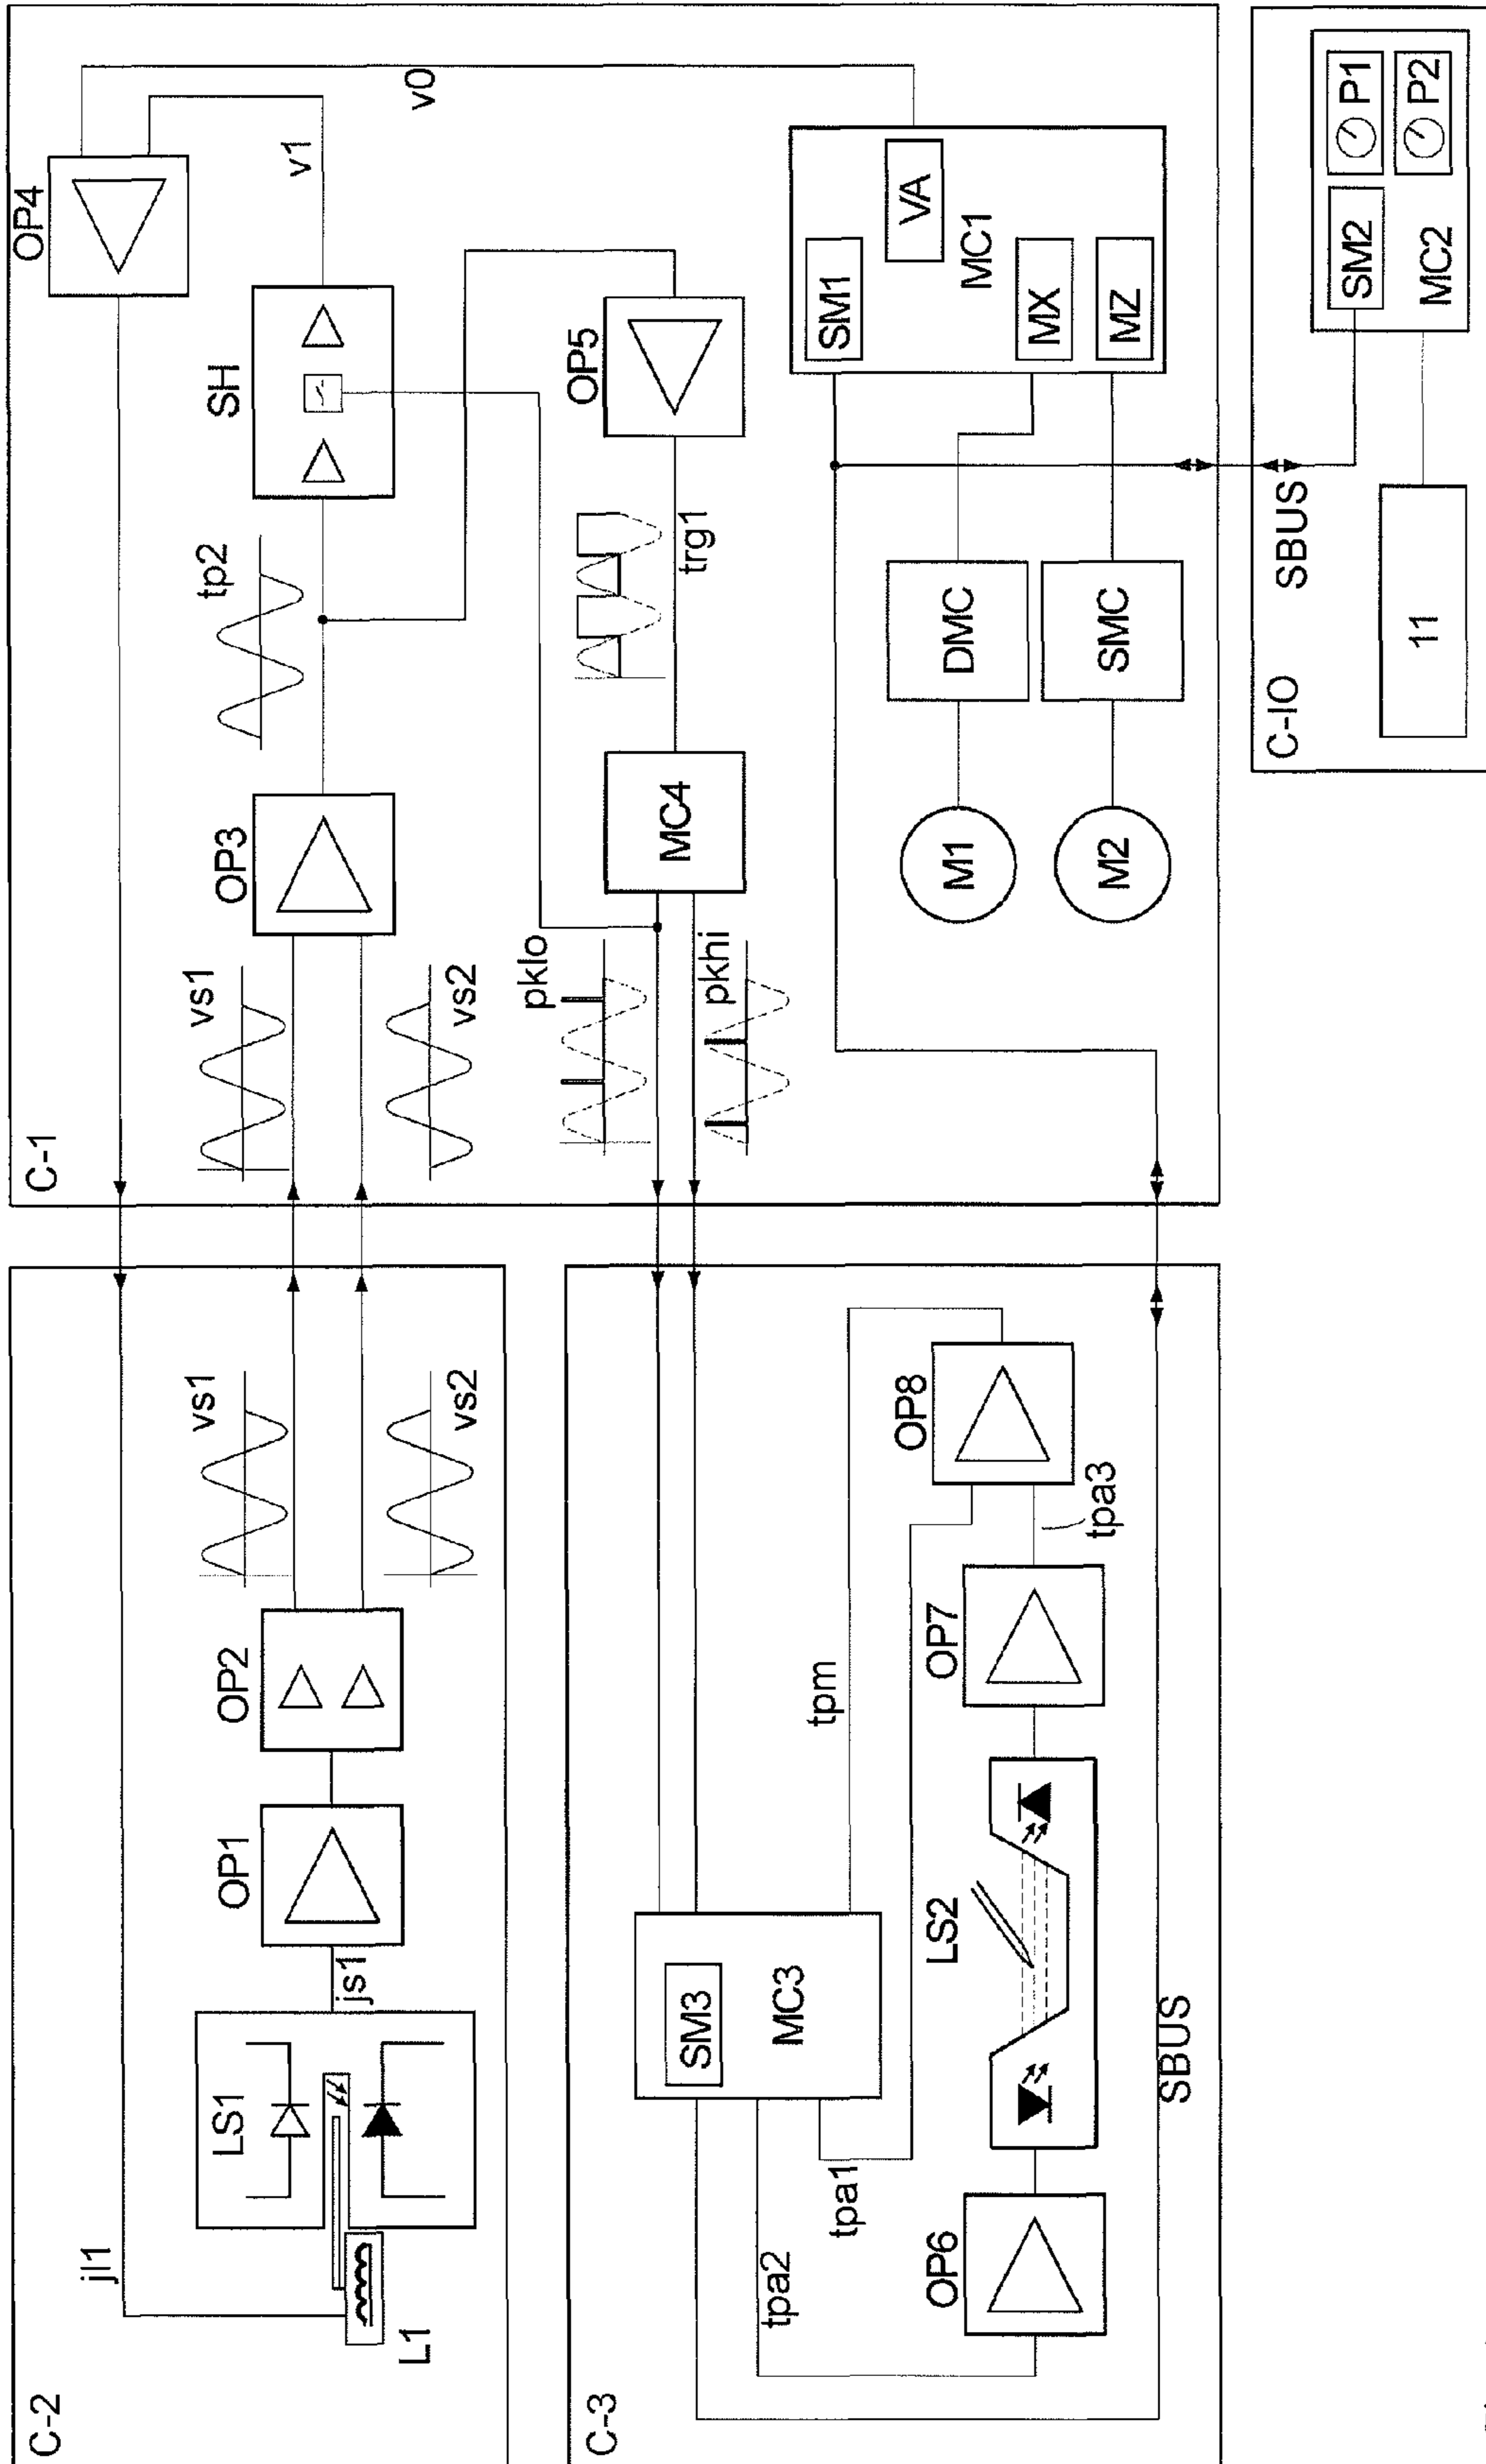 C-2
jl1
L1
LS1
js1
OP1
OP2
vs1
vs2
C-1
vs1
vs2
OP3
tp2
SH
OP4
v1
v0
pklo
pkhi
MC4
trg1
OP5
M1
M2
DMC
SMC
SM1
VA
MC1
MX
MZ
C-3
tpa2
tpa1
SM3
MC3
tpm
OP6
LS2
OP7
tpa3
OP8
SBUS
C-IO
SBUS
11
SM2
MC2
P1
P2